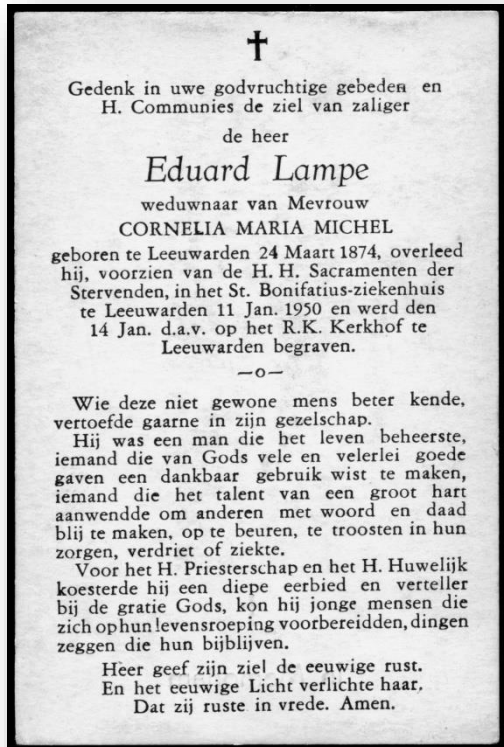 Gedenk in uwe godvruchtige gebeden en
H. Communies de ziel van zaliger
de heer
Eduard Lampe
weduwnaar van Mevrouw
CORNELIA MARIA MICHEL
geboren te Leeuwarden 24 Maart 1874, overleed
hij, voorzien van de H. H. Sacramenten der
Stervenden, in het St. Bonifatius-ziekenhuis
te Leeuwarden 11 Jan. 1950 en werd den
14 Jan. d.a.v. op het R.K. Kerkhof te
Leeuwarden begraven.
—o—
Wie deze niet gewone mens beter kende,
vertoefde gaarne in zijn gezelschap.
Hij was een man die het leven beheerste,
iemand die van Gods vele en velerlei goede
gaven een dankbaar gebruik wist te maken,
iemand die het talent van een groot hart
aanwendde om anderen met woord en daad
blij te maken, op te beuren, te troosten in hun
zorgen, verdriet of ziekte.
Voor het H. Priesterschap en het H. Huwelijk
koesterde hij een diepe eerbied en verteller
bij de gratie Gods, kon hij jonge mensen die
zich op hun levensroeping voorbereidden, dingen
zeggen die hun bijblijven.
Heer geef zijn ziel de eeuwige rust.
En het eeuwige Licht verlichte haar.
Dat zij ruste in vrede. Amen.